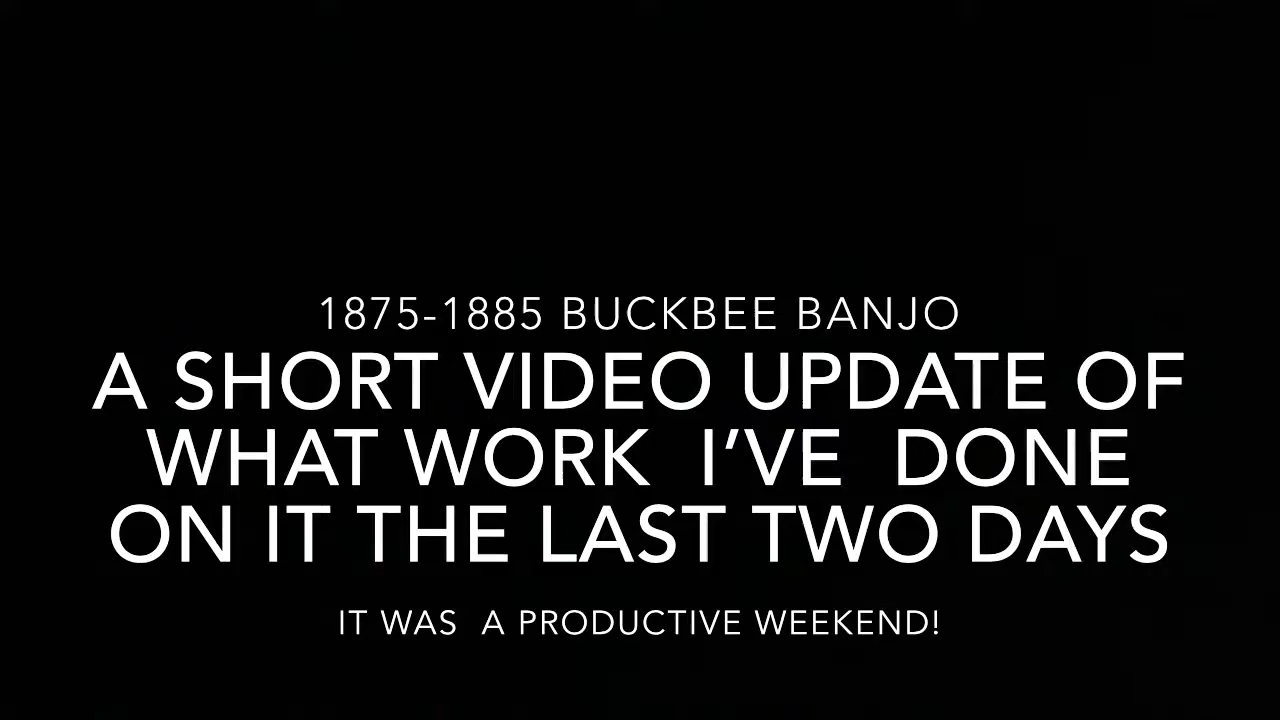 1875-1885 BUCKBEE BANJO
A SHORT VIDEO UPDATE OF
WHAT WORK  I’VE  DONE
ON IT THE LAST TWO DAYS
IT WAS  A PRODUCTIVE WEEKEND!